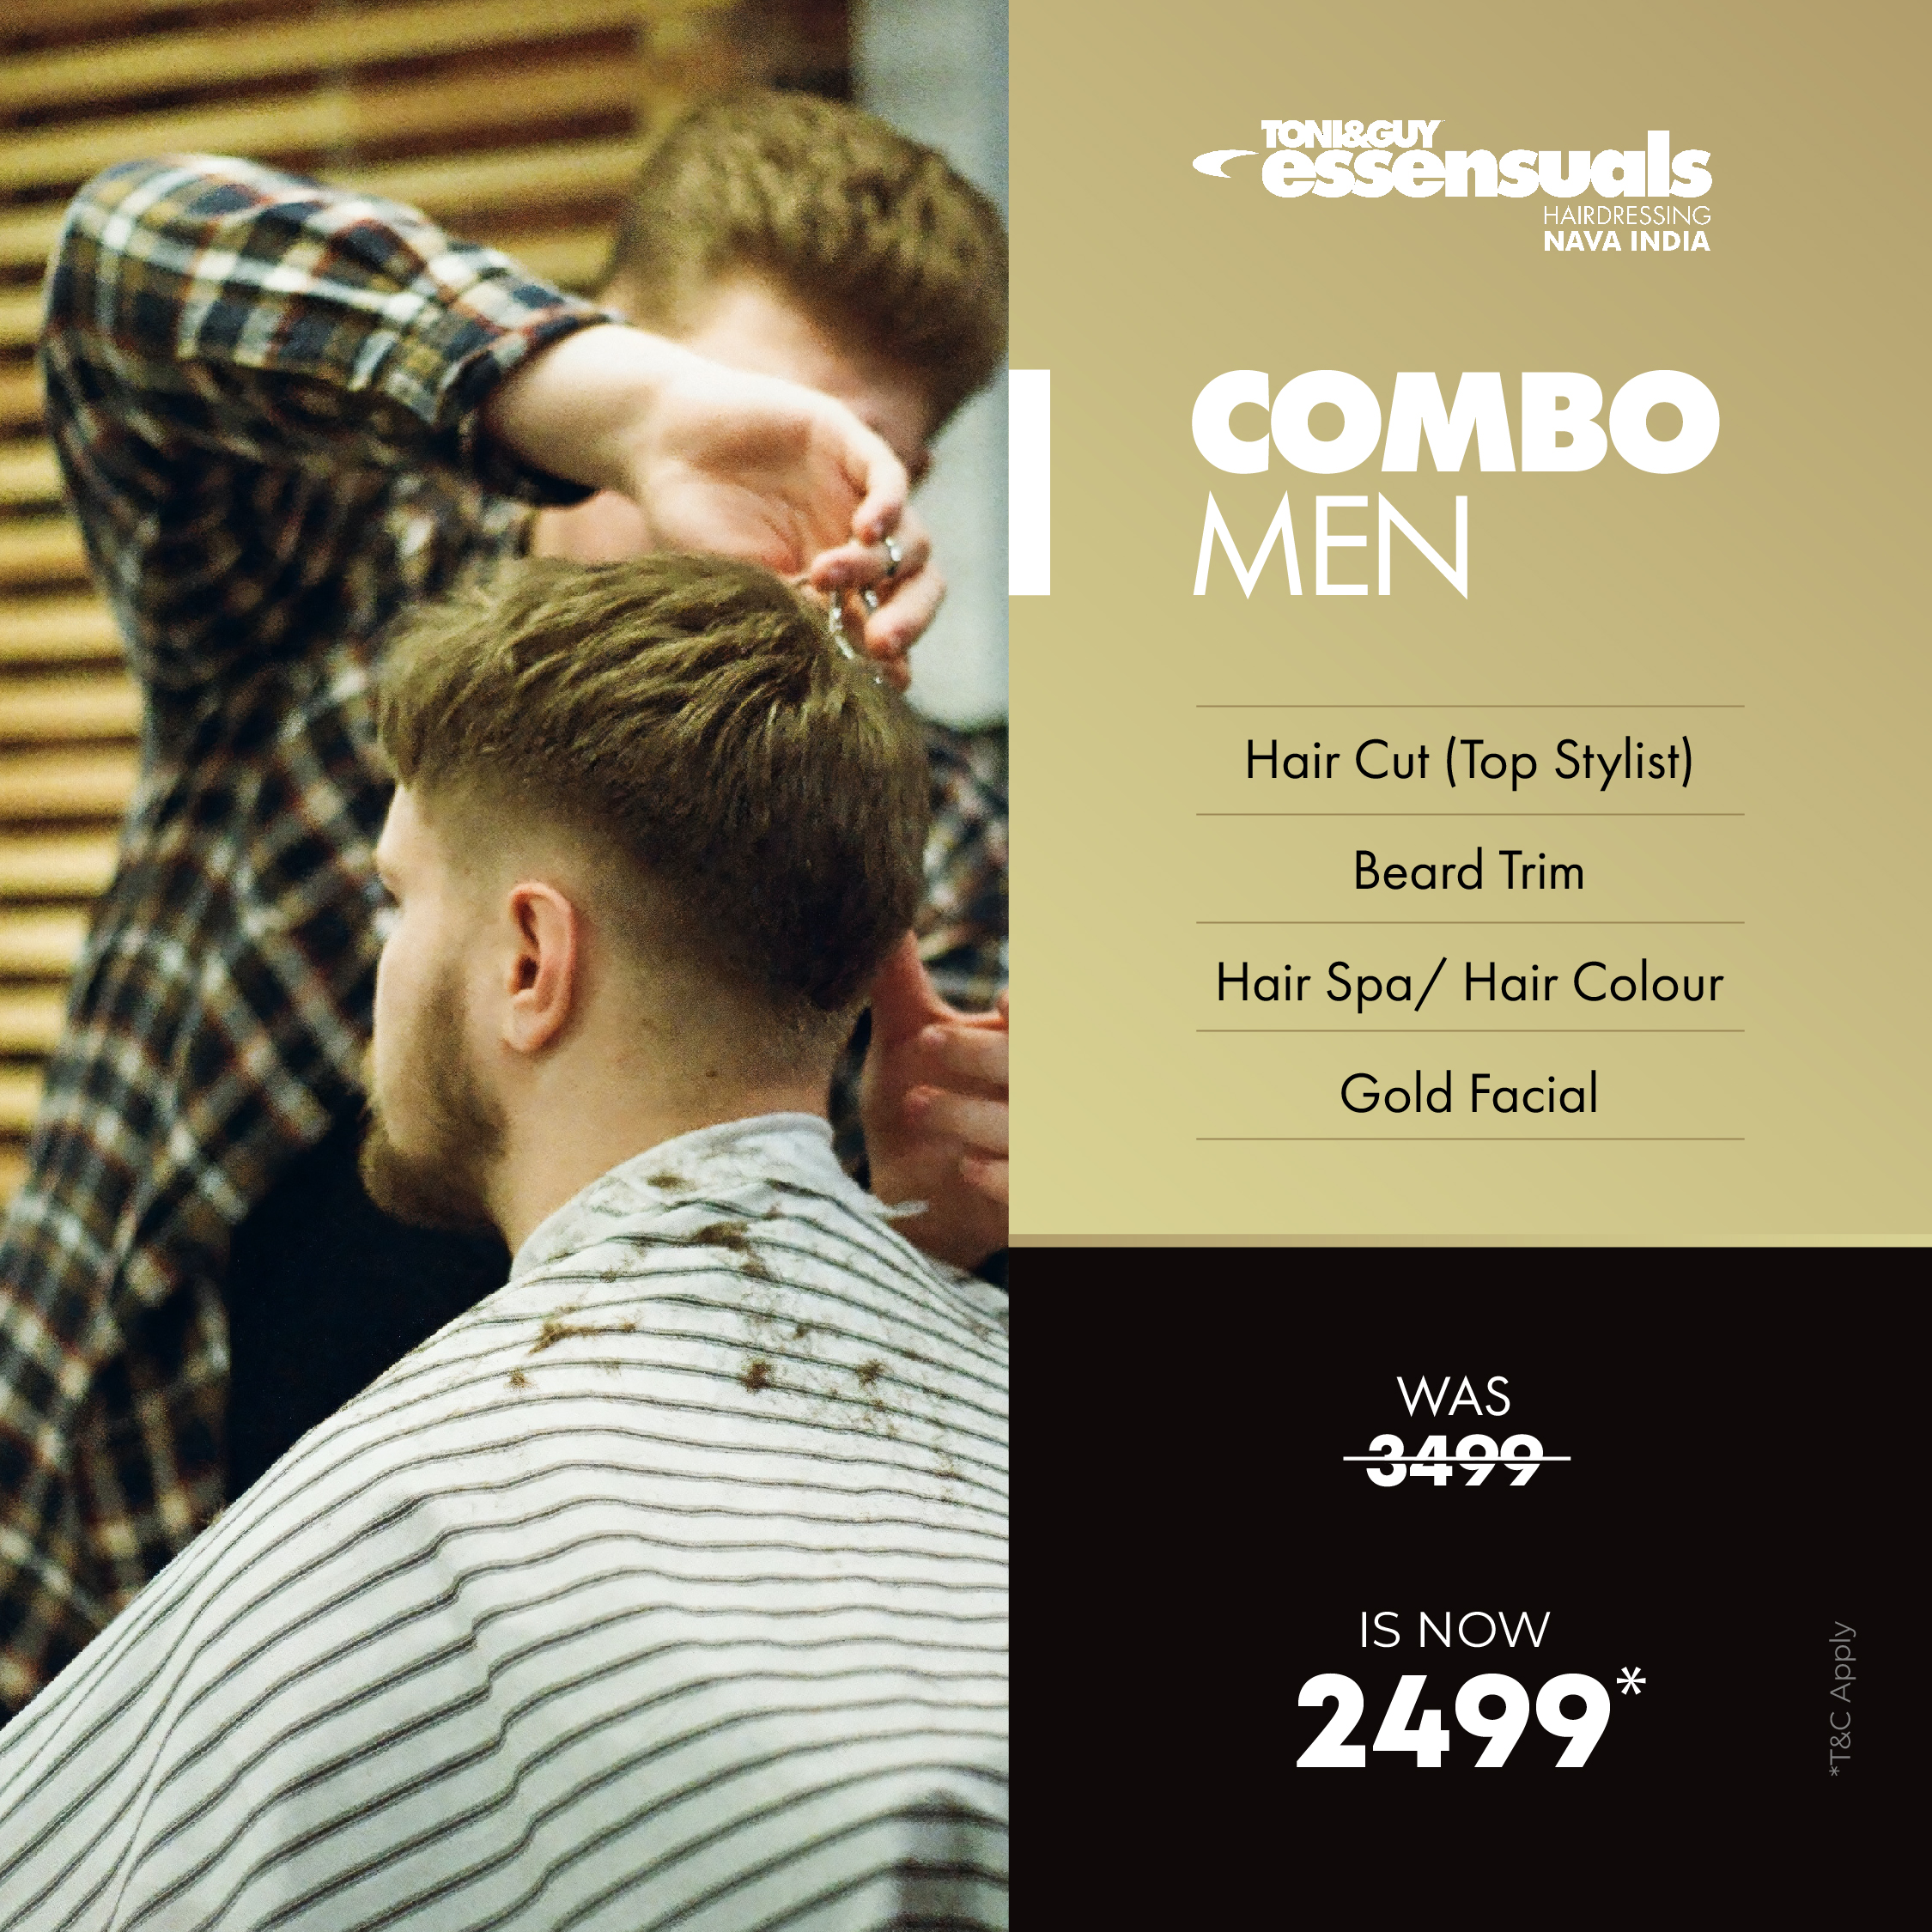 TONI&GUY
essensuals
HAIRDRESSING
NAVA INDIA
COMBO
MEN
Hair Cut (Top Stylist)
Beard Trim
Hair Spa/ Hair Colour
Gold Facial
WAS
3499
IS NOW
2499*
*T&C Apply